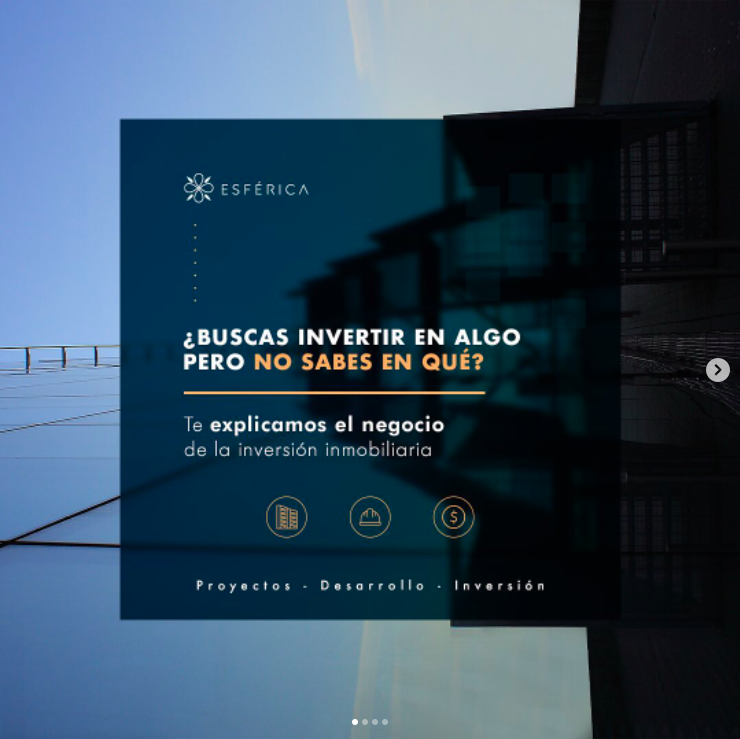 ESFÉRICA
¿BUSCAS INVERTIR EN ALGO
PERO NO SABES EN QUÉ?
Te explicamos el negocio
de la inversión inmobiliaria
$
Proyectos - Desarrollo - Inversión